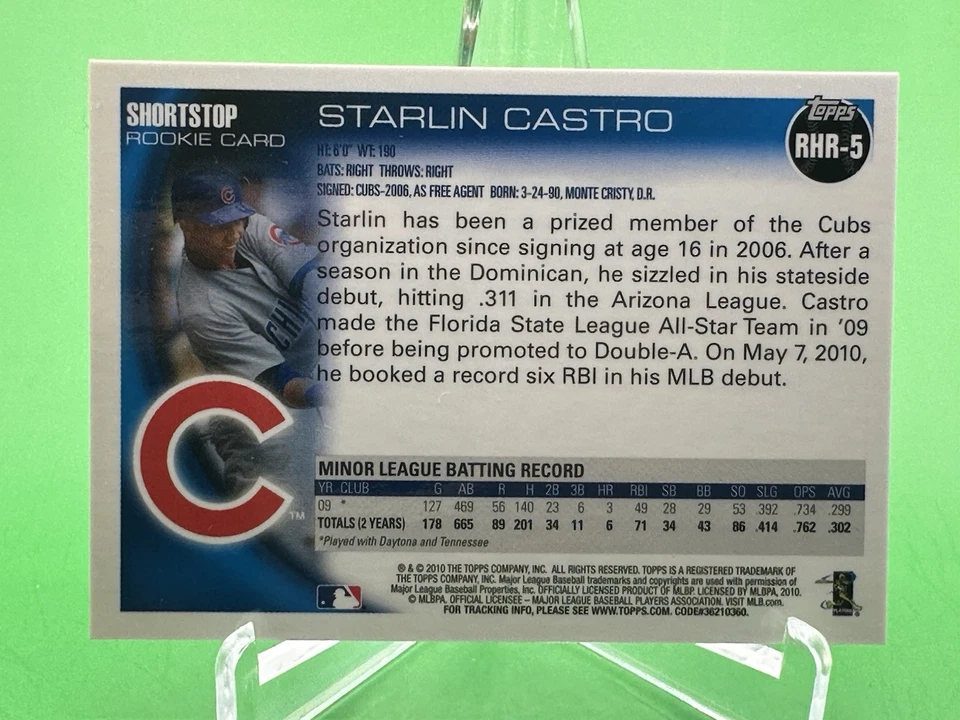 SHORTSTOP
ROOKIE CARD
STARLIN CASTRO
Topps
RHR-5
HT: 6'0" WT: 190
BATS: RIGHT THROWS: RIGHT
SIGNED: CUBS-2006, AS FREE AGENT BORN: 3-24-90, MONTE CRISTY, D.R.
Starlin has been a prized member of the Cubs
organization since signing at age 16 in 2006. After a
season in the Dominican, he sizzled in his stateside
debut, hitting .311 in the Arizona League. Castro
made the Florida State League All-Star Team in '09
before being promoted to Double-A. On May 7, 2010,
he booked a record six RBI in his MLB debut.
C
CHI
C
TM
MINOR LEAGUE BATTING RECORD
YR CLUB G AB R H 2B 3B HR RBI SB BB SO SLG OPS AVG
09 * 127 469 56 140 23 6 3 49 28 29 53 .392 .734 .299
TOTALS (2 YEARS) 178 665 89 201 34 11 6 71 34 43 86 .414 .762 .302
*Played with Daytona and Tennessee
® & © 2010 THE TOPPS COMPANY, INC. ALL RIGHTS RESERVED. TOPPS IS A REGISTERED TRADEMARK OF
THE TOPPS COMPANY, INC. Major League Baseball trademarks and copyrights are used with permission of
Major League Baseball Properties, Inc. OFFICIALLY LICENSED PRODUCT OF MLBP. LICENSED BY MLBPA, 2010.
© MLBPA. OFFICIAL LICENSEE – MAJOR LEAGUE BASEBALL PLAYERS ASSOCIATION. VISIT MLB.com.
FOR TRACKING INFO, PLEASE SEE WWW.TOPPS.COM. CODE#36210360.